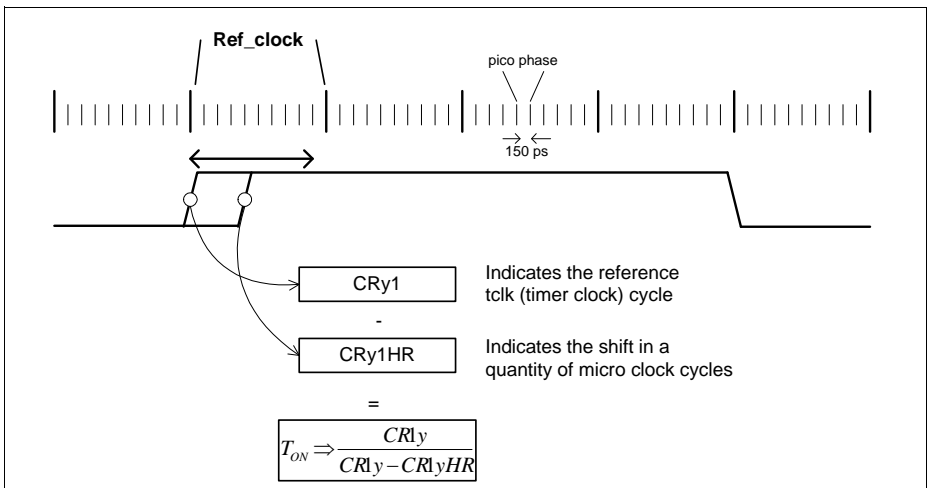 Ref_clock
pico phase
150 ps
CRy1
Indicates the reference
tclk (timer clock) cycle
-
CRy1HR
Indicates the shift in a
quantity of micro clock cycles
=
T_ON ⇒ CR1y / CR1y – CR1yHR